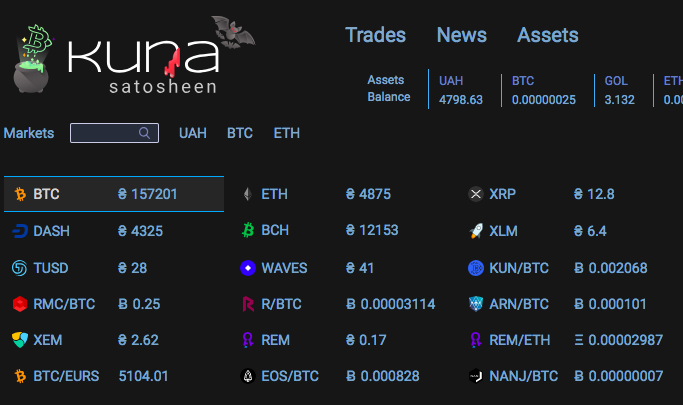 kuna
satosheen
Trades News Assets
Assets Balance
UAH 4798.63
BTC 0.00000025
GOL 3.132
ETH 0.00
Markets UAH BTC ETH
BTC ₴ 157201 ETH ₴ 4875 XRP ₴ 12.8
DASH ₴ 4325 BCH ₴ 12153 XLM ₴ 6.4
TUSD ₴ 28 WAVES ₴ 41 KUN/BTC Ƀ 0.002068
RMC/BTC Ƀ 0.25 R/BTC Ƀ 0.00003114 ARN/BTC Ƀ 0.000101
XEM ₴ 2.62 REM ₴ 0.17 REM/ETH Ξ 0.00002987
BTC/EURS 5104.01 EOS/BTC Ƀ 0.000828 NANJ/BTC Ƀ 0.00000007